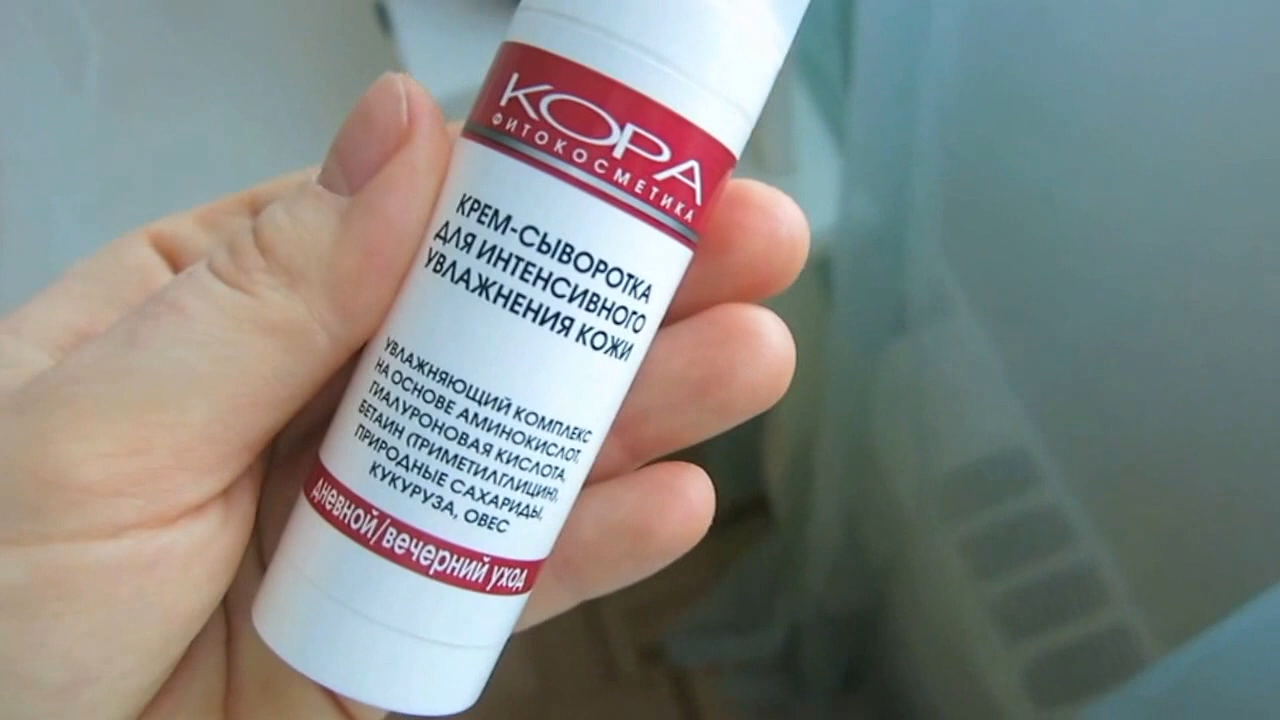 КОРА
ФИТОКОСМЕТИКА
КРЕМ-СЫВОРОТКА
ДЛЯ ИНТЕНСИВНОГО
УВЛАЖНЕНИЯ КОЖИ
УВЛАЖНЯЮЩИЙ КОМПЛЕКС
НА ОСНОВЕ АМИНОКИСЛОТ,
ГИАЛУРОНОВАЯ КИСЛОТА,
БЕТАИН (ТРИМЕТИЛГЛИЦИН),
ПРИРОДНЫЕ САХАРИДЫ,
КУКУРУЗА, ОВЕС
дневной/вечерний уход